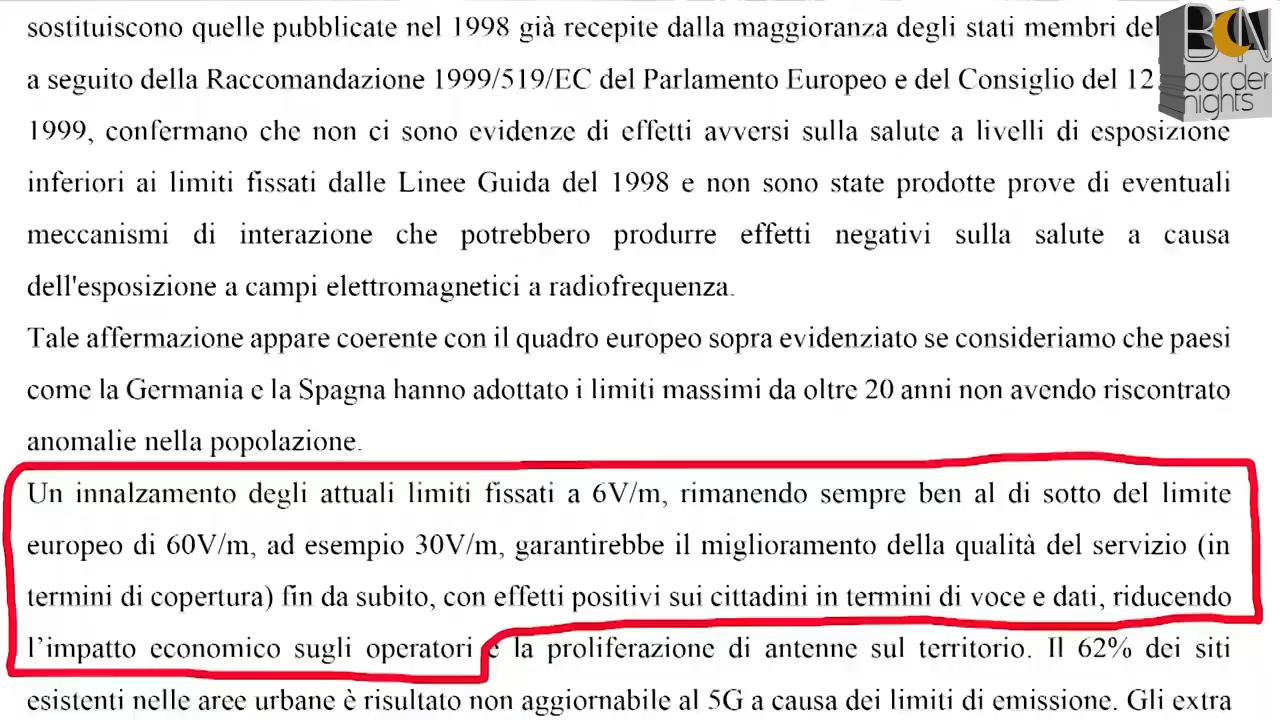 sostituiscono quelle pubblicate nel 1998 già recepite dalla maggioranza degli stati membri del
a seguito della Raccomandazione 1999/519/EC del Parlamento Europeo e del Consiglio del 12
1999, confermano che non ci sono evidenze di effetti avversi sulla salute a livelli di esposizione
inferiori ai limiti fissati dalle Linee Guida del 1998 e non sono state prodotte prove di eventuali
meccanismi di interazione che potrebbero produrre effetti negativi sulla salute a causa
dell'esposizione a campi elettromagnetici a radiofrequenza.
Tale affermazione appare coerente con il quadro europeo sopra evidenziato se consideriamo che paesi
come la Germania e la Spagna hanno adottato i limiti massimi da oltre 20 anni non avendo riscontrato
anomalie nella popolazione.
Un innalzamento degli attuali limiti fissati a 6V/m, rimanendo sempre ben al di sotto del limite
europeo di 60V/m, ad esempio 30V/m, garantirebbe il miglioramento della qualità del servizio (in
termini di copertura) fin da subito, con effetti positivi sui cittadini in termini di voce e dati, riducendo
l’impatto economico sugli operatori e la proliferazione di antenne sul territorio. Il 62% dei siti
esistenti nelle aree urbane è risultato non aggiornabile al 5G a causa dei limiti di emissione. Gli extra
BCN
border
nights